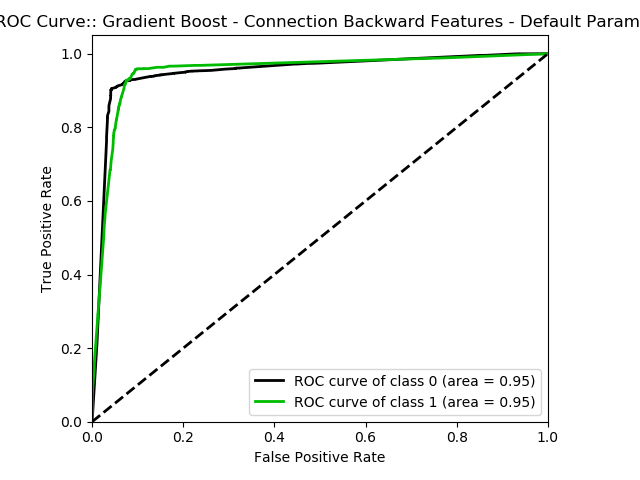 ROC Curve:: Gradient Boost - Connection Backward Features - Default Param
1.0
0.8
0.6
0.4
0.2
0.0
True Positive Rate
ROC curve of class 0 (area = 0.95)
ROC curve of class 1 (area = 0.95)
0.0 0.2 0.4 0.6 0.8 1.0
False Positive Rate